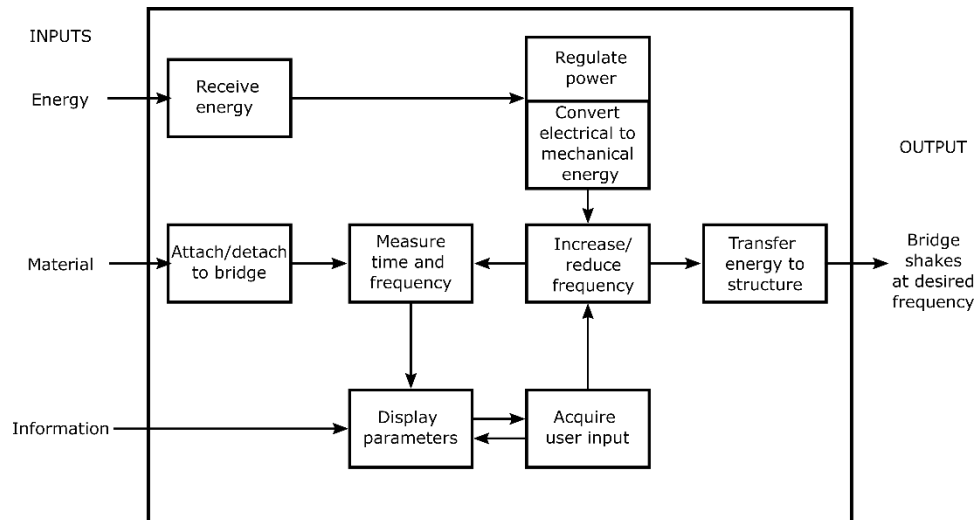 INPUTS
Energy
Receive
energy
Regulate
power
Convert
electrical to
mechanical
energy
OUTPUT
Material
Attach/detach
to bridge
Measure
time and
frequency
Increase/
reduce
frequency
Transfer
energy to
structure
Bridge
shakes
at desired
frequency
Information
Display
parameters
Acquire
user input